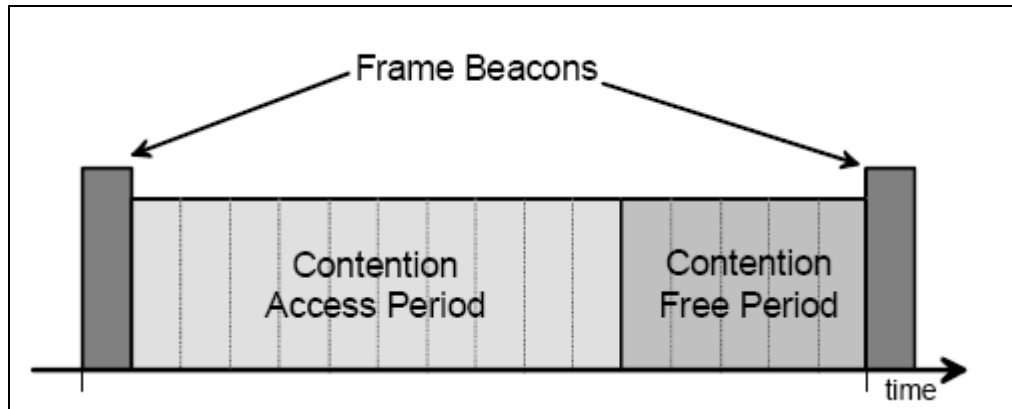 Frame Beacons
Contention
Access Period
Contention
Free Period
time